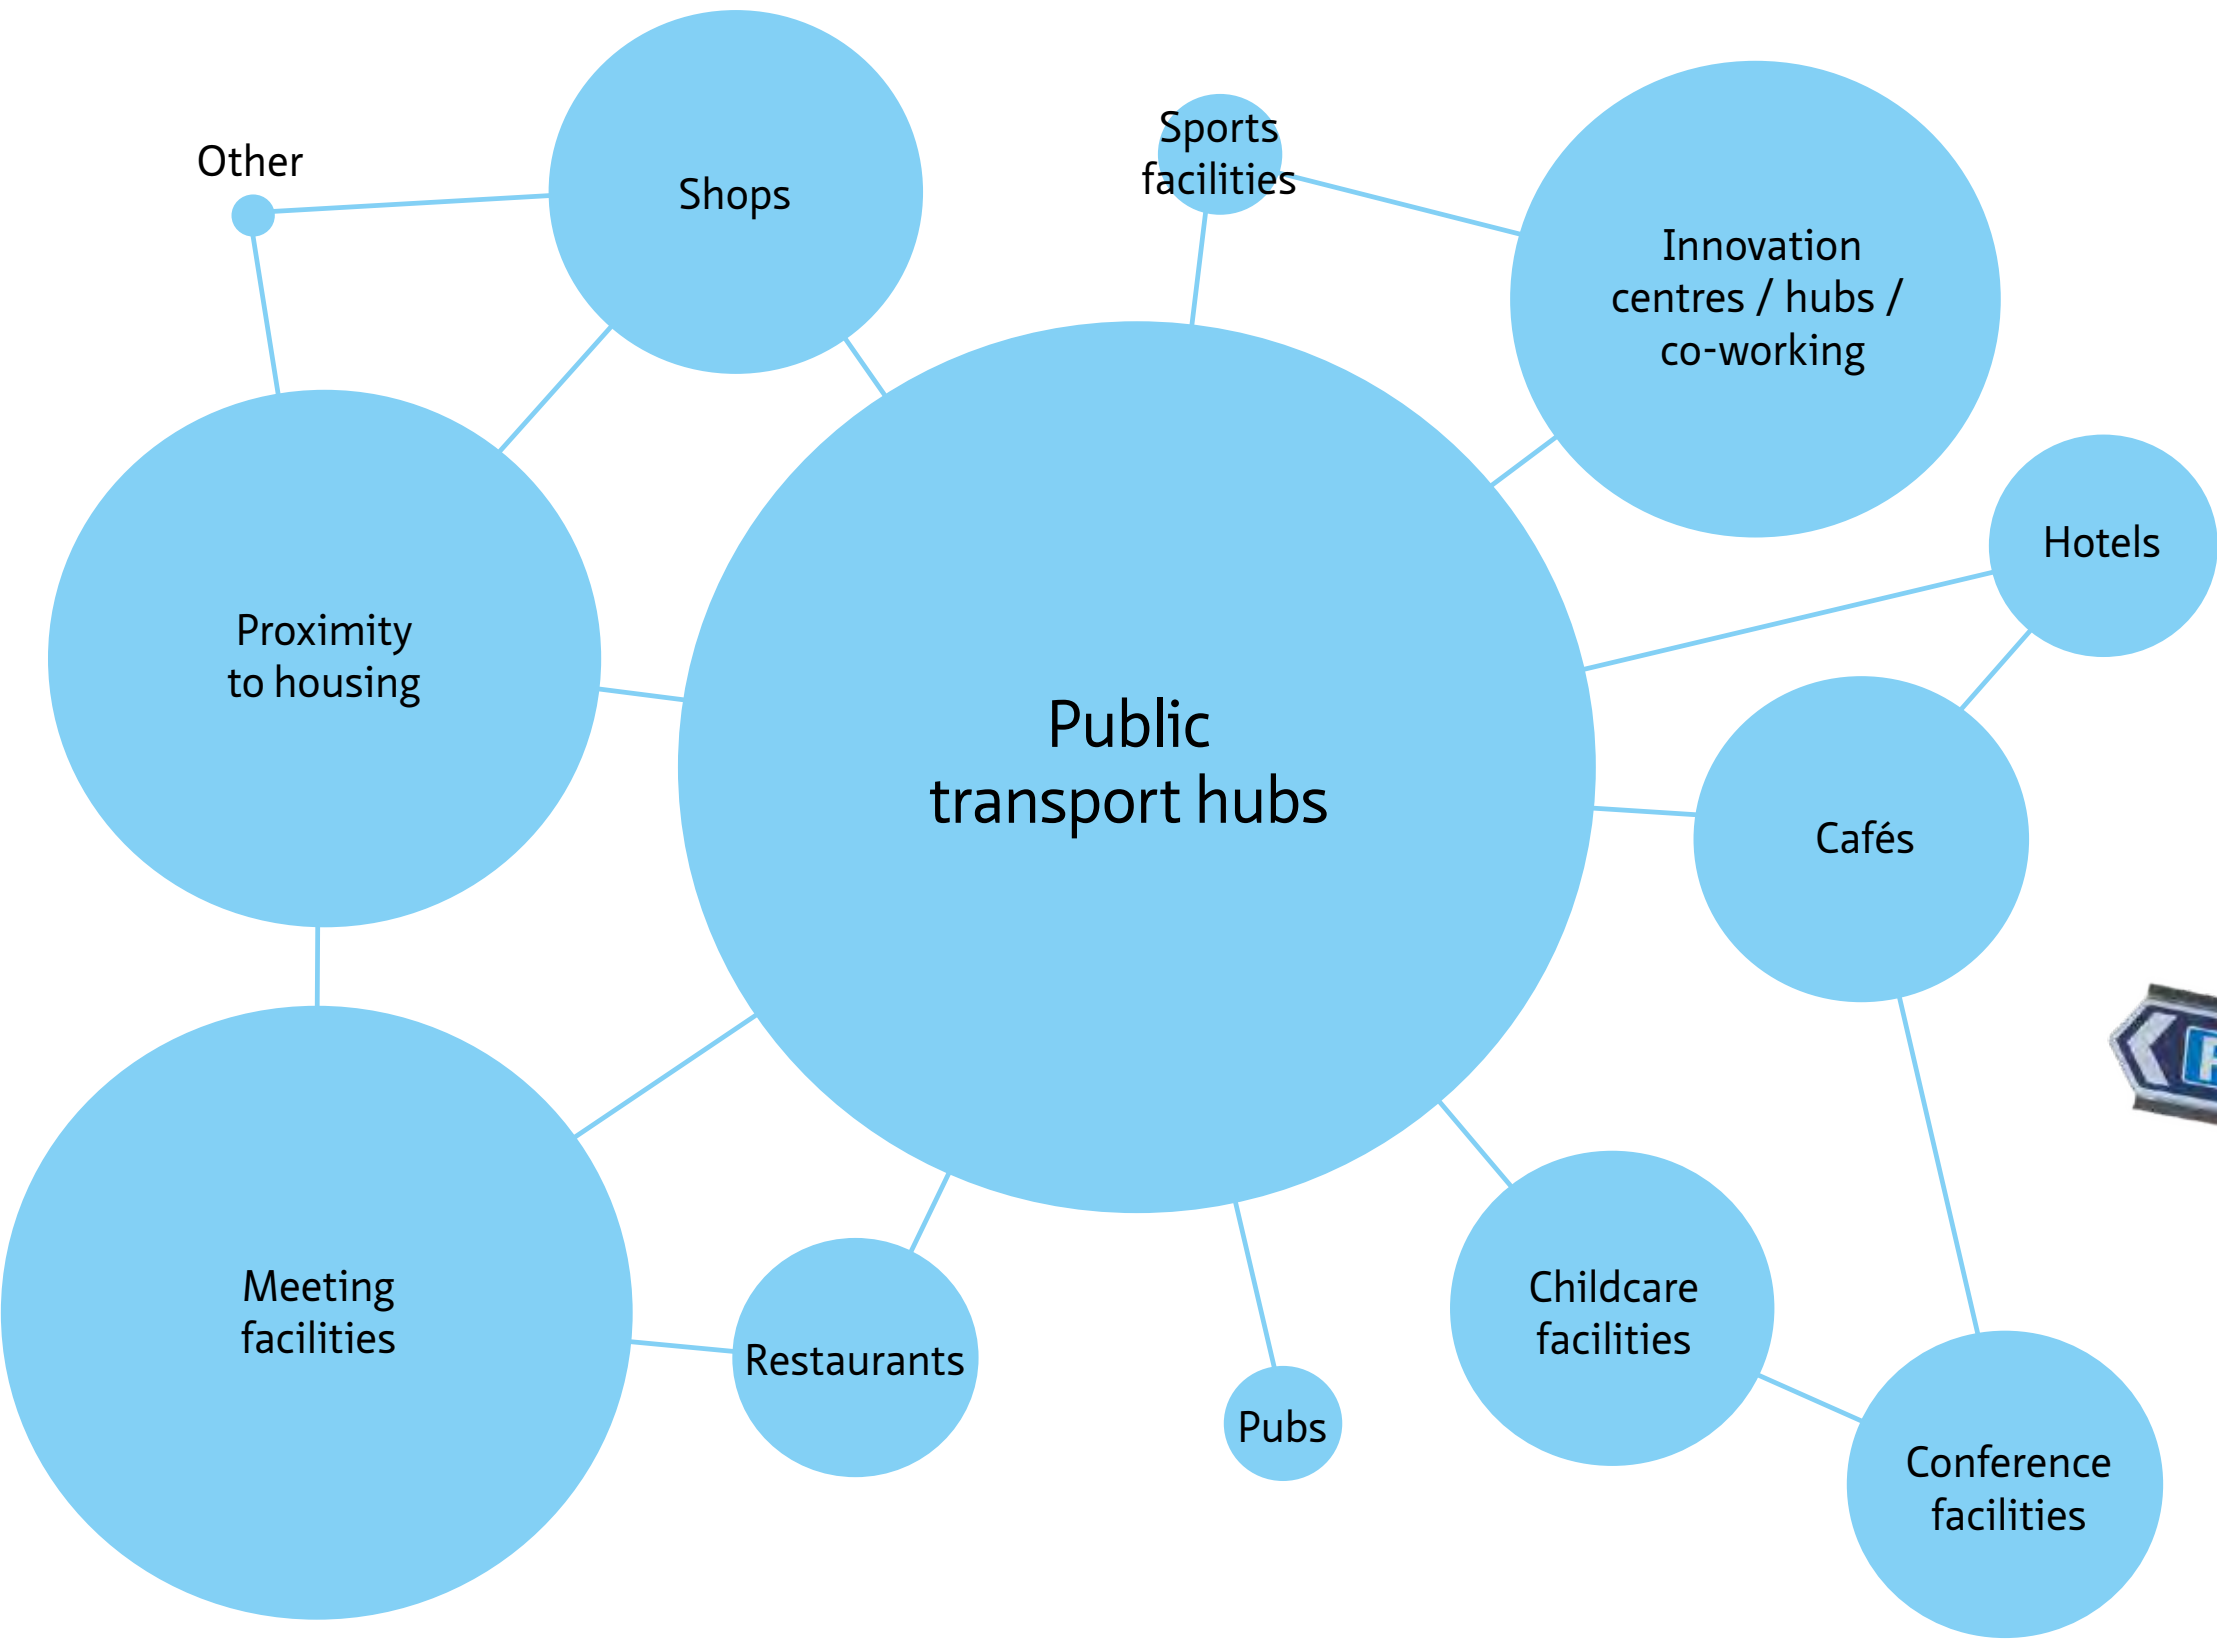 Other
Shops
Sports
facilities
Innovation
centres / hubs /
co-working
Hotels
Proximity
to housing
Public
transport hubs
Cafés
Meeting
facilities
Restaurants
Pubs
Childcare
facilities
Conference
facilities